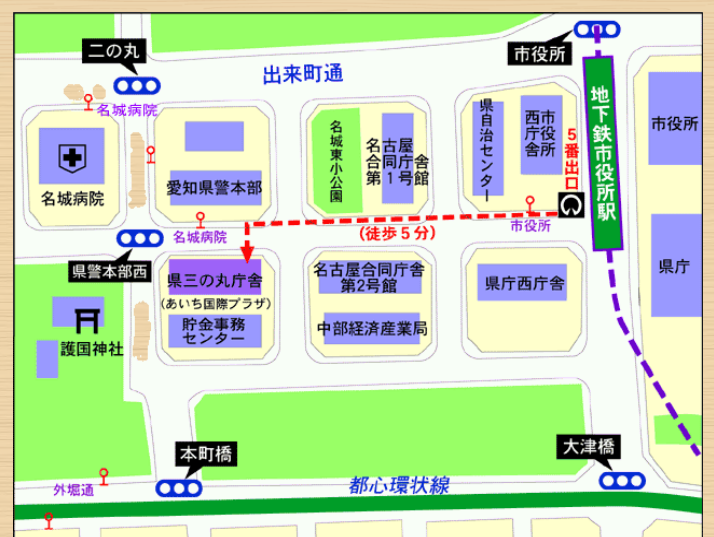 二の丸
市役所
出来町通
名城病院
名城病院
愛知県警本部
名城東小公園
名古屋
合同庁舎
第1号館
県自治センター
市役所
西庁舎
5番出口
地下鉄市役所駅
市役所
名城病院
(徒歩5分)
市役所
県警本部西
県三の丸庁舎
(あいち国際プラザ)
貯金事務
センター
名古屋合同庁舎
第2号館
中部経済産業局
県庁西庁舎
県庁
護国神社
本町橋
大津橋
外堀通
都心環状線